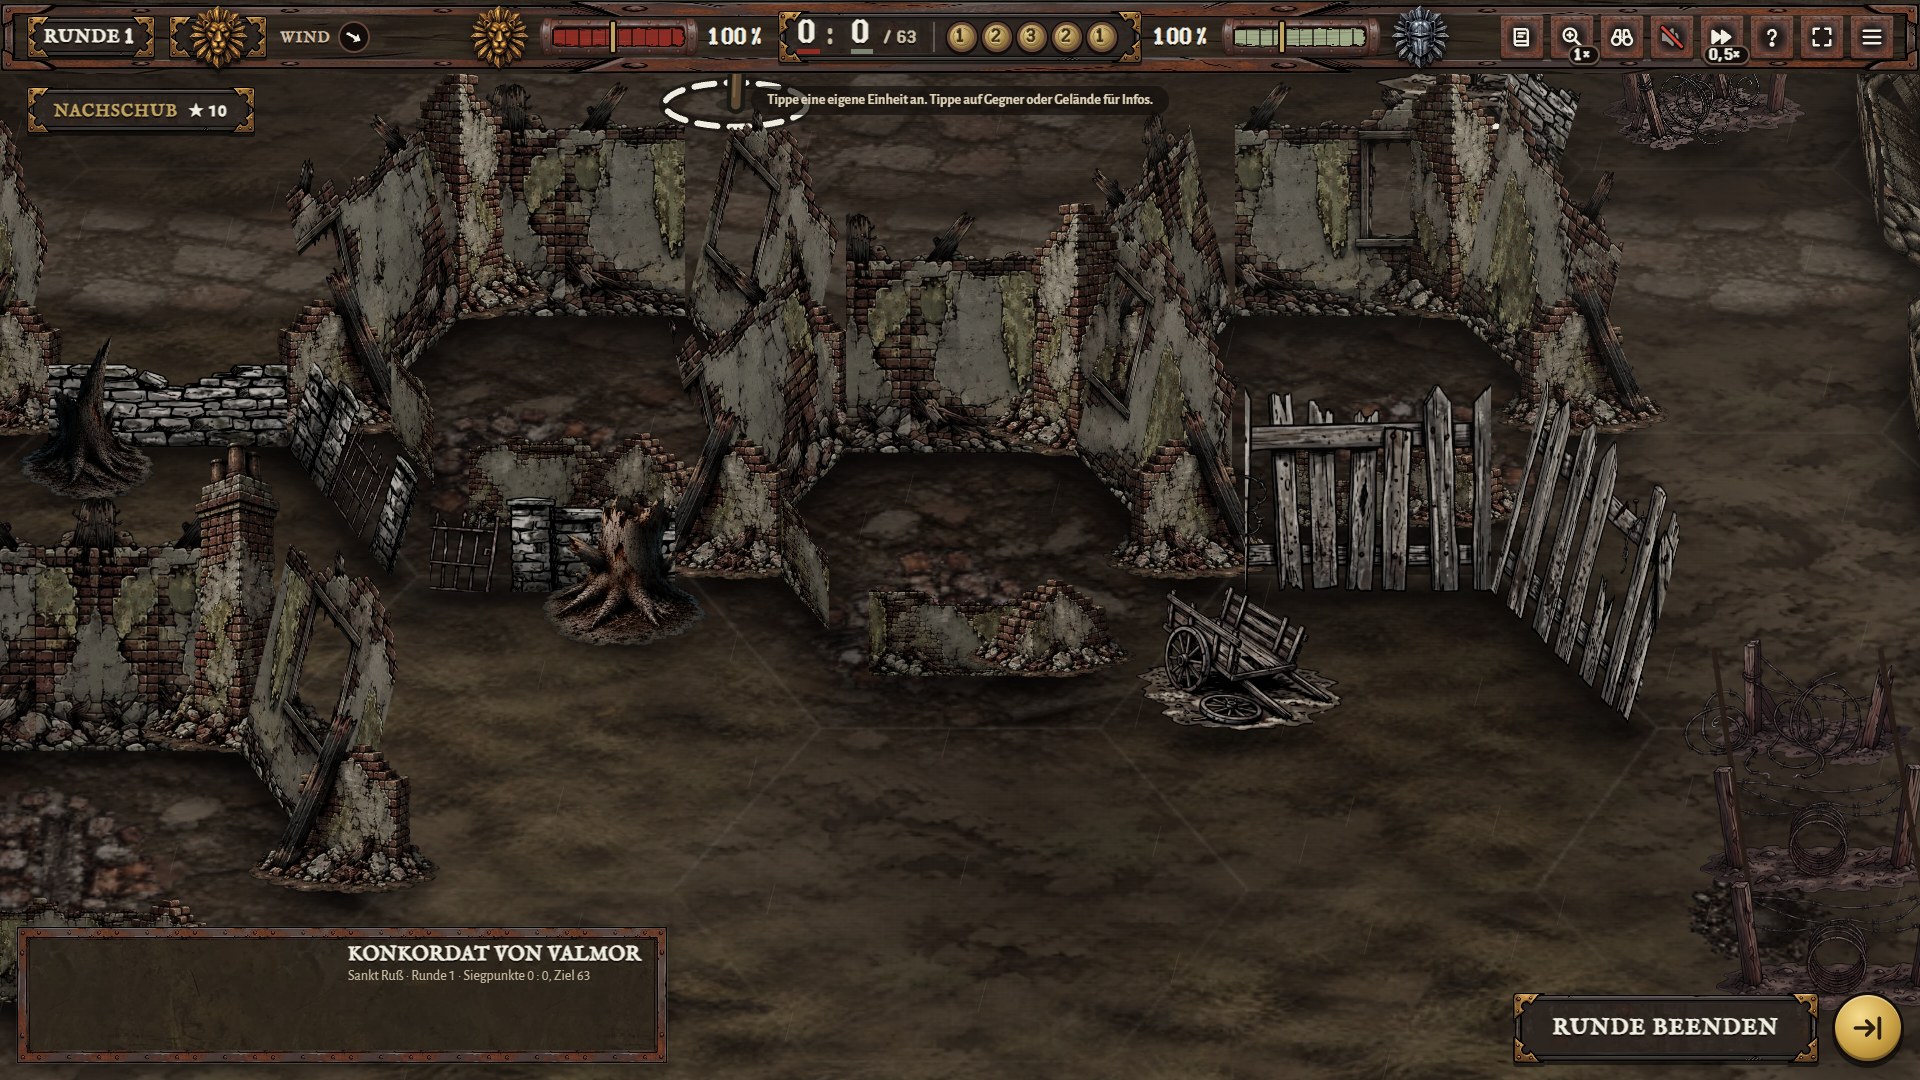 RUNDE 1
WIND
100 %
0 : 0 / 63
1 2 3 2 1
100 %
1×
0,5×
?
NACHSCHUB ★ 10
Tippe eine eigene Einheit an. Tippe auf Gegner oder Gelände für Infos.
KONKORDAT VON VALMOR
Sankt Ruß · Runde 1 · Siegpunkte 0 : 0, Ziel 63
RUNDE BEENDEN